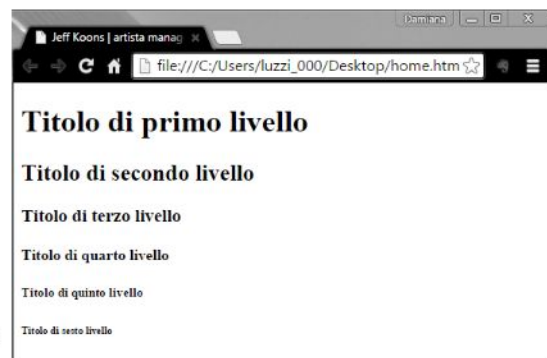 Damiana
Jeff Koons | artista manag
file:///C:/Users/luzzi_000/Desktop/home.htm
Titolo di primo livello
Titolo di secondo livello
Titolo di terzo livello
Titolo di quarto livello
Titolo di quinto livello
Titolo di sesto livello